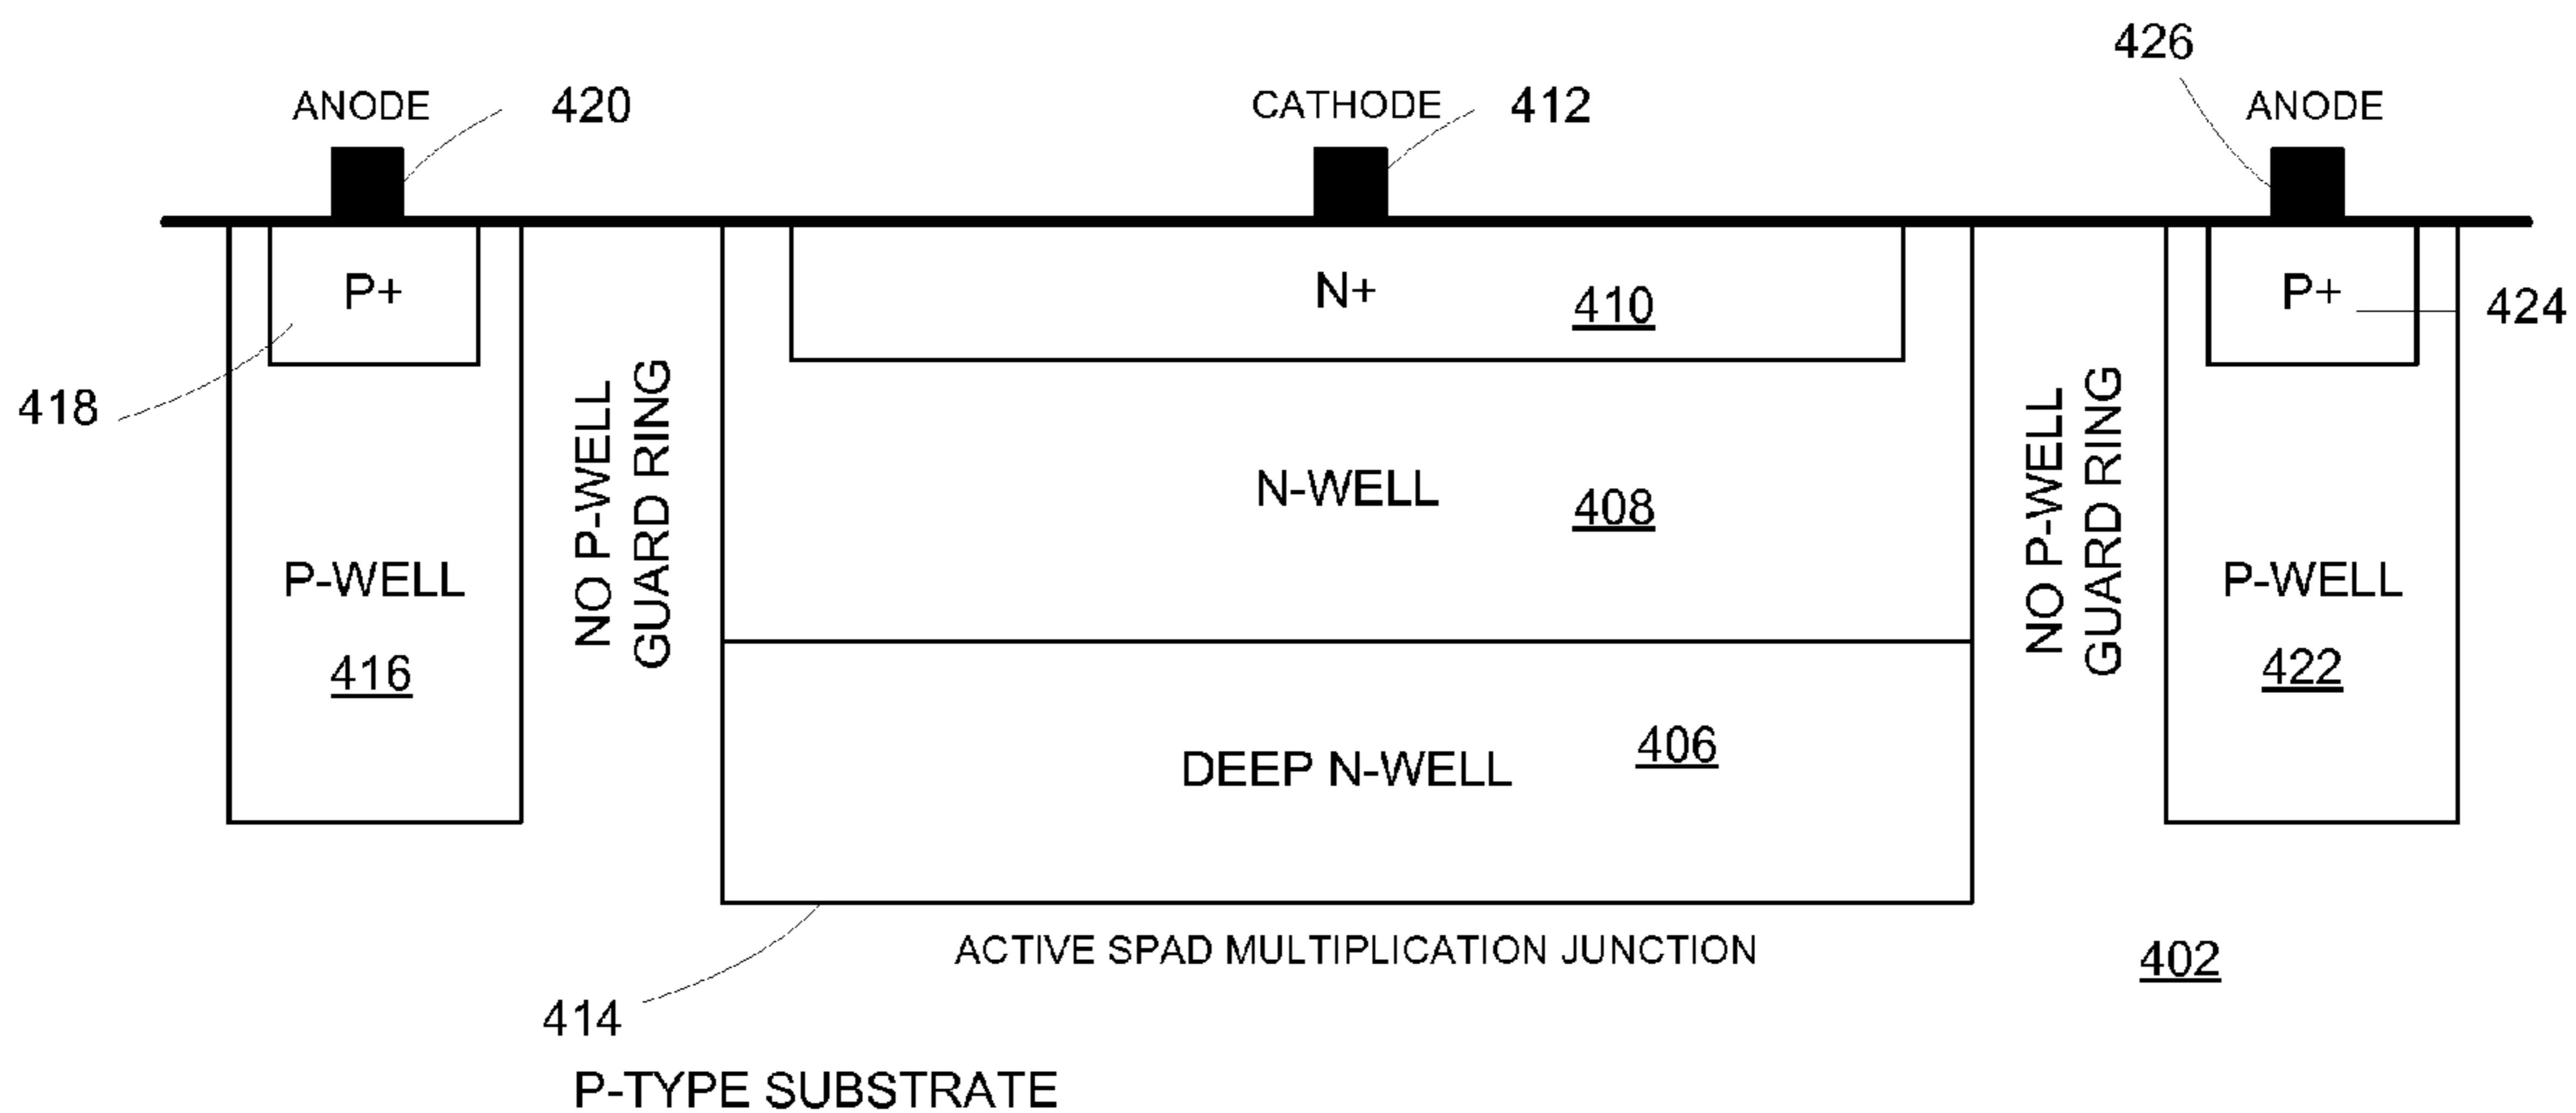 426
ANODE
420
CATHODE
412
ANODE
P+
N+
410
P+
424
418
NO P-WELL
GUARD RING
N-WELL
408
NO P-WELL
GUARD RING
P-WELL
416
P-WELL
422
DEEP N-WELL
406
ACTIVE SPAD MULTIPLICATION JUNCTION
402
414
P-TYPE SUBSTRATE